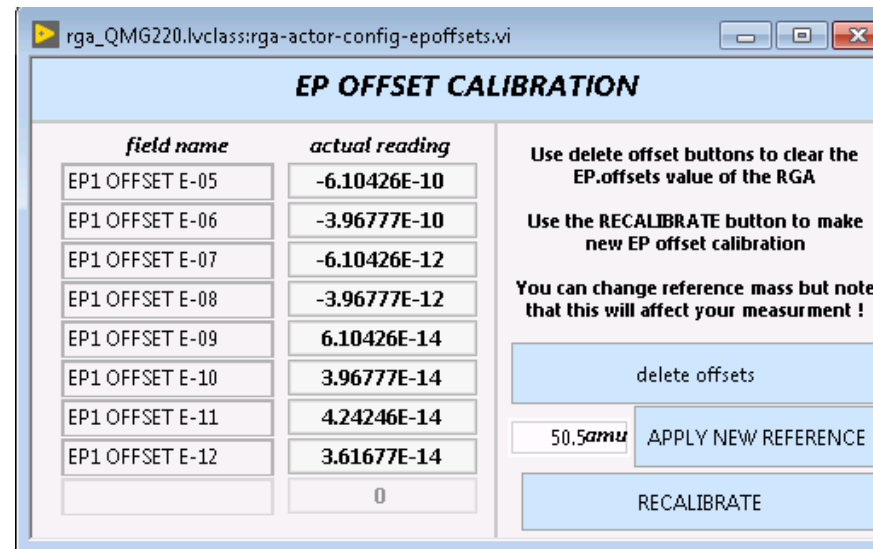 rga_QMG220.lvclass:rga-actor-config-epoffsets.vi
EP OFFSET CALIBRATION
field name actual reading
EP1 OFFSET E-05 -6.10426E-10
EP1 OFFSET E-06 -3.96777E-10
EP1 OFFSET E-07 -6.10426E-12
EP1 OFFSET E-08 -3.96777E-12
EP1 OFFSET E-09 6.10426E-14
EP1 OFFSET E-10 3.96777E-14
EP1 OFFSET E-11 4.24246E-14
EP1 OFFSET E-12 3.61677E-14
0
Use delete offset buttons to clear the
EP.offsets value of the RGA
Use the RECALIBRATE button to make
new EP offset calibration
You can change reference mass but note
that this will affect your measurment !
delete offsets
50.5amu APPLY NEW REFERENCE
RECALIBRATE